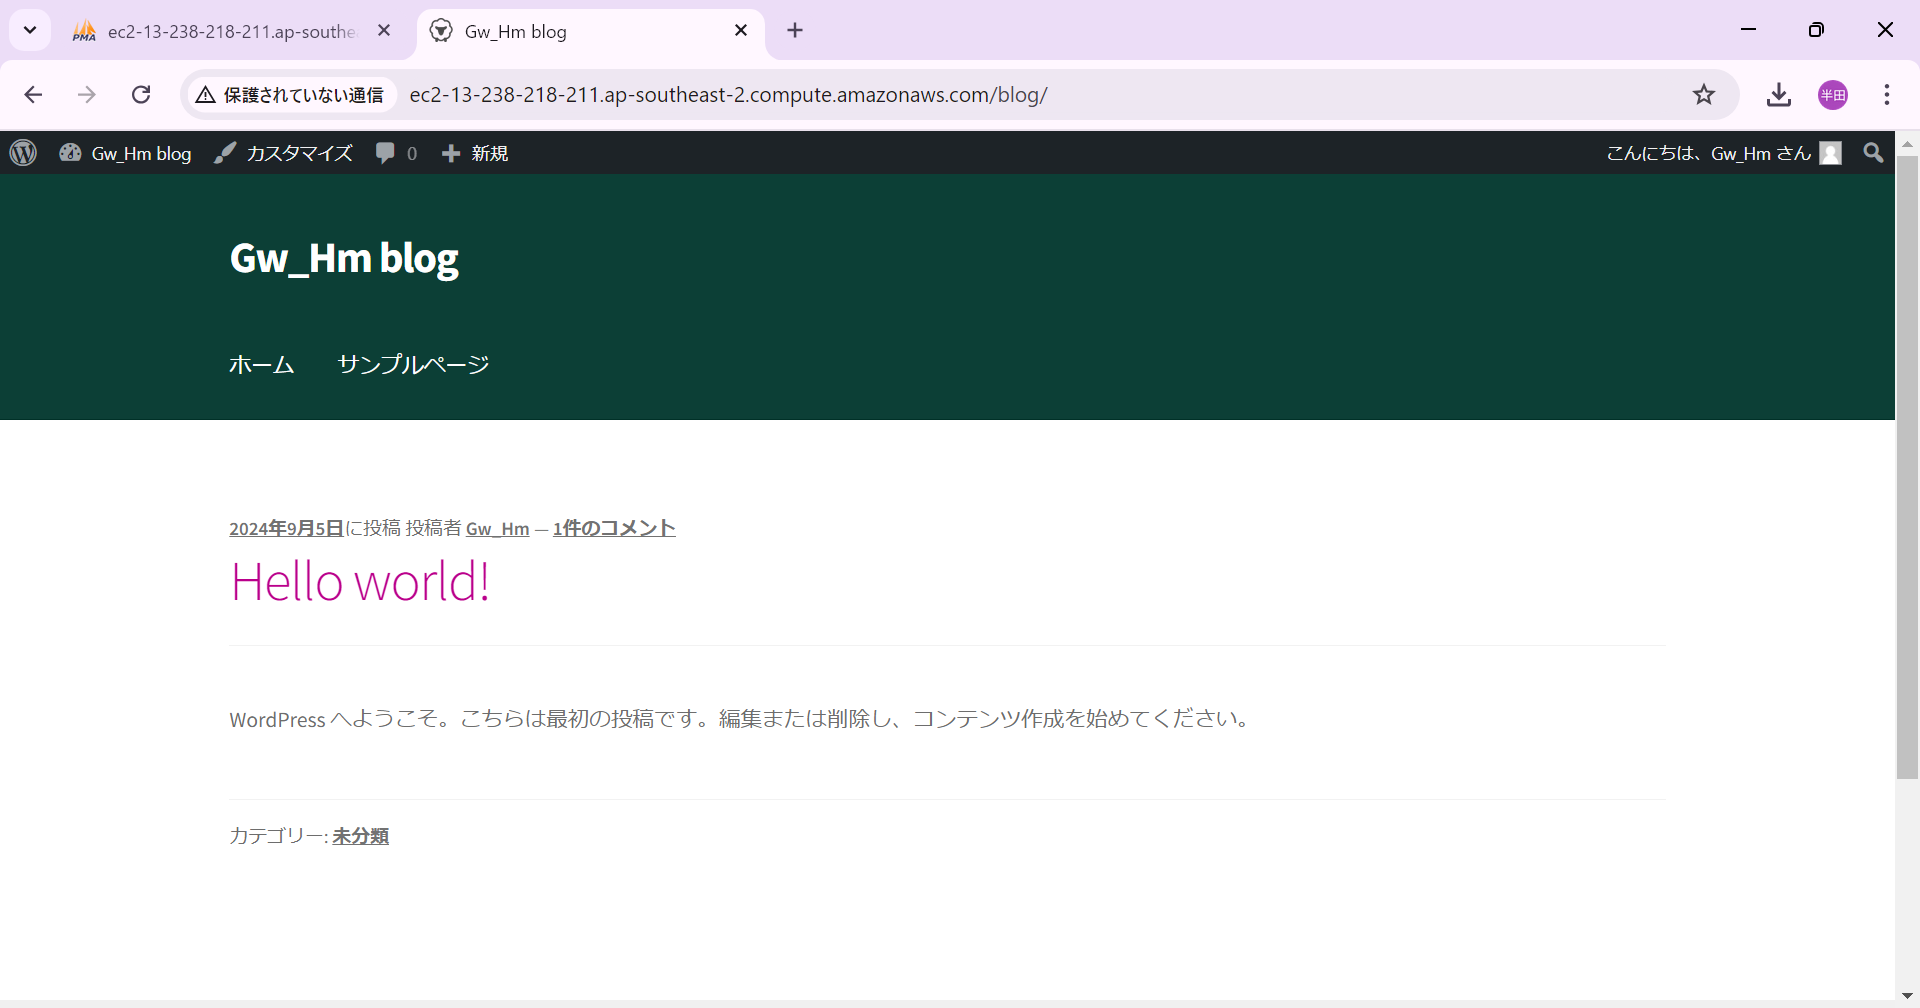 PMA ec2-13-238-218-211.ap-southe
Gw_Hm blog
保護されていない通信 ec2-13-238-218-211.ap-southeast-2.compute.amazonaws.com/blog/
半田
Gw_Hm blog カスタマイズ 0 新規
こんにちは、Gw_Hm さん
Gw_Hm blog
ホーム サンプルページ
2024年9月5日に投稿 投稿者 Gw_Hm — 1件のコメント
Hello world!
WordPress へようこそ。こちらは最初の投稿です。編集または削除し、コンテンツ作成を始めてください。
カテゴリー: 未分類